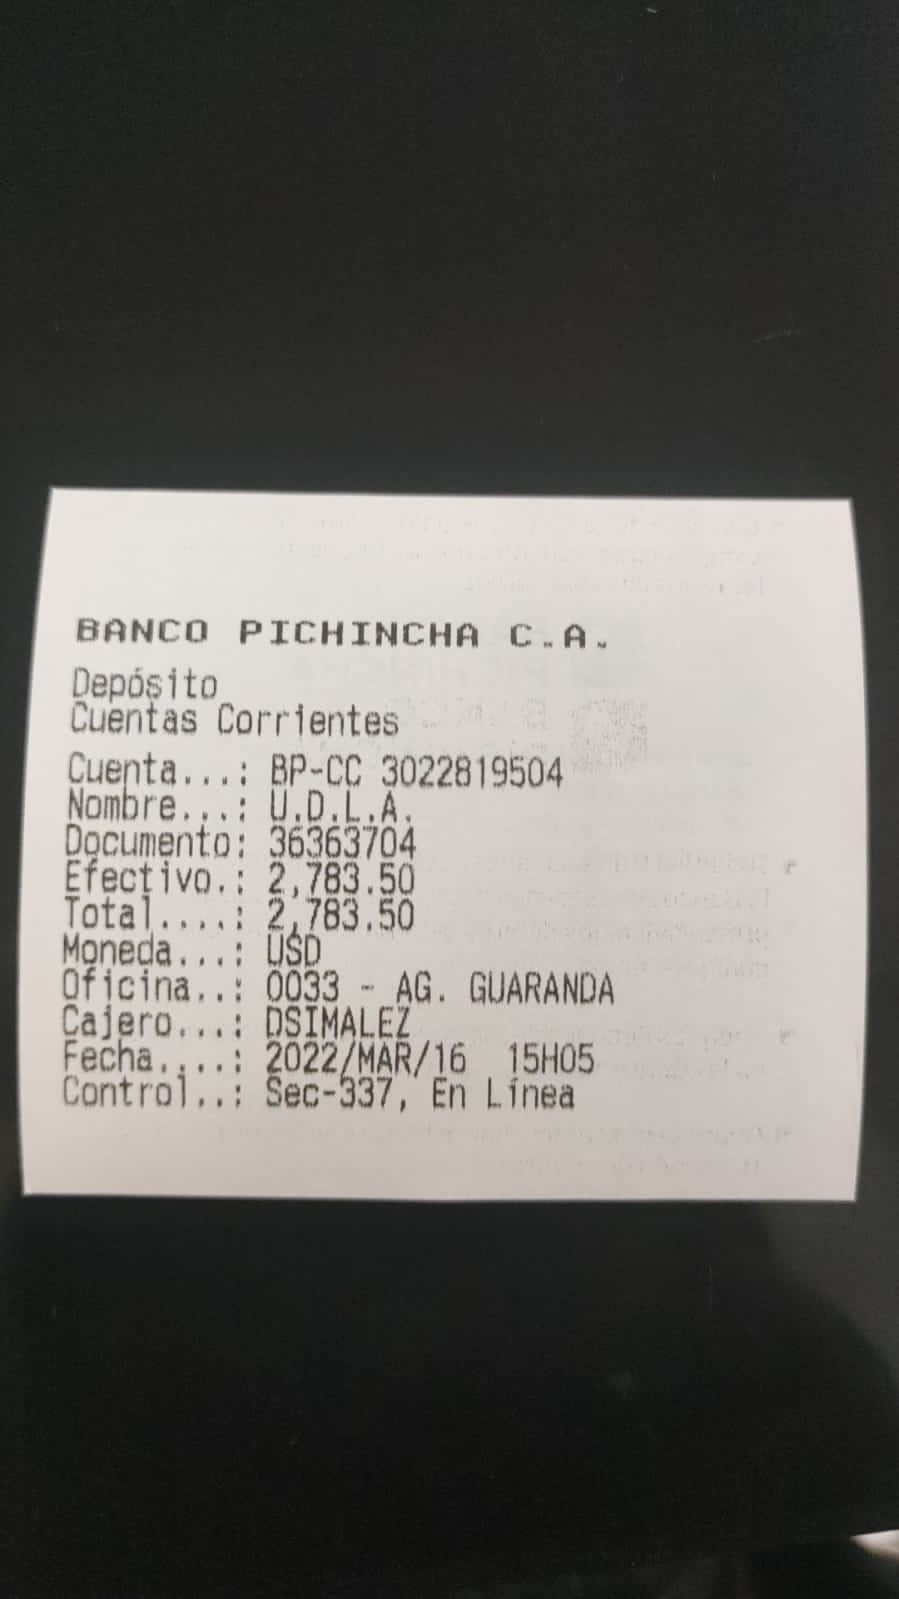 BANCO PICHINCHA C.A.
Depósito
Cuentas Corrientes
Cuenta...: BP-CC 3022819504
Nombre...: U.D.L.A.
Documento: 36363704
Efectivo.: 2,783.50
Total....: 2,783.50
Moneda...: USD
Oficina..: 0033 - AG. GUARANDA
Cajero...: DSIMALEZ
Fecha....: 2022/MAR/16 15H05
Control..: Sec-337, En Línea